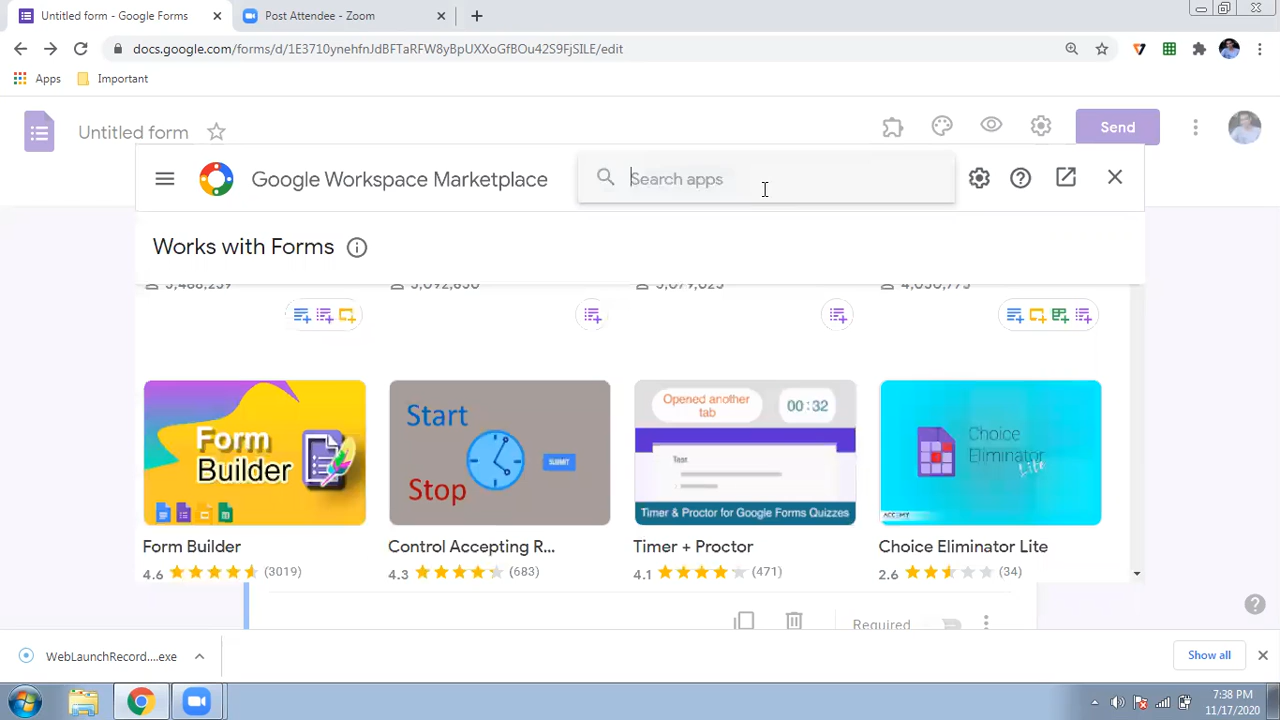 Untitled form - Google Forms
Post Attendee - Zoom
docs.google.com/forms/d/1E3710ynehfnJdBFTaRFW8yBpUXXoGfBOu42S9FjSILE/edit
Apps
Important
Untitled form
Send
Google Workspace Marketplace
Search apps
Works with Forms
Form
Builder
Start
Stop
SUBMIT
Opened another
tab
00:32
Test
Timer & Proctor for Google Forms Quizzes
Choice
Eliminator
Lite
Form Builder
Control Accepting R...
Timer + Proctor
Choice Eliminator Lite
4.6 (3019)
4.3 (683)
4.1 (471)
2.6 (34)
Required
WebLaunchRecord....exe
Show all
7:38 PM
11/17/2020